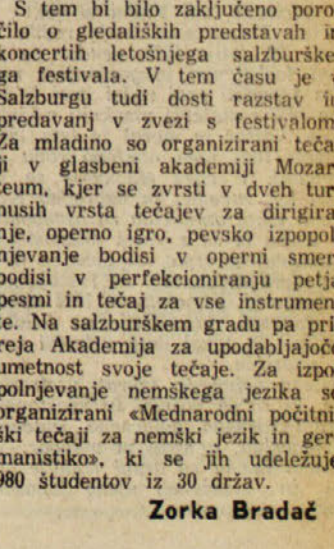 S tem bi bilo zaključeno poro
čilo o gledaliških predstavah i
koncertih letošnjega salzburške
ga festivala. V tem času je
Salzburgu tudi dosti razstav i
predavanj v zvezi s festivalom
Za mladino so organizirani teča
ji v glasbeni akademiji Mozar
teum, kjer se zvrsti v dveh tur
nusih vrsta tečajev za dirigira
nje, operno igro, pevsko izpopol
njevanje bodisi v operni smer
bodisi v perfekcioniranju petja
pesmi in tečaj za vse instrumen
te. Na salzburškem gradu pa pri
reja Akademija za upodabljajoče
umetnost svoje tečaje. Za izpo
polnjevanje nemškega jezika so
organizirani «Mednarodni počitni
ški tečaji za nemški jezik in ger
manistiko», ki se jih udeležuje
980 študentov iz 30 držav.
Zorka Bradač